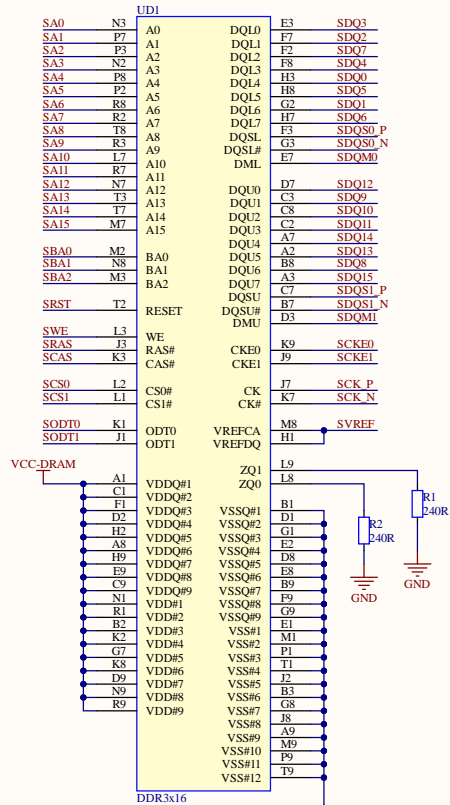 UD1
SA0 N3 A0 DQL0 E3 SDQ3
SA1 P7 A1 DQL1 F7 SDQ2
SA2 P3 A2 DQL2 F2 SDQ7
SA3 N2 A3 DQL3 F8 SDQ4
SA4 P8 A4 DQL4 H3 SDQ0
SA5 P2 A5 DQL5 H8 SDQ5
SA6 R8 A6 DQL6 G2 SDQ1
SA7 R2 A7 DQL7 H7 SDQ6
SA8 T8 A8 DQSL F3 SDQS0_P
SA9 R3 A9 DQSL# G3 SDQS0_N
SA10 L7 A10 DML E7 SDQM0
SA11 R7 A11
SA12 N7 A12 DQU0 D7 SDQ12
SA13 T3 A13 DQU1 C3 SDQ9
SA14 T7 A14 DQU2 C8 SDQ10
SA15 M7 A15 DQU3 C2 SDQ11
DQU4 A7 SDQ14
SBA0 M2 BA0 DQU5 A2 SDQ13
SBA1 N8 BA1 DQU6 B8 SDQ8
SBA2 M3 BA2 DQU7 A3 SDQ15
DQSU C7 SDQS1_P
SRST T2 RESET DQSU# B7 SDQS1_N
DMU D3 SDQM1
SWE L3 WE
SRAS J3 RAS# CKE0 K9 SCKE0
SCAS K3 CAS# CKE1 J9 SCKE1
SCS0 L2 CS0# CK J7 SCK_P
SCS1 L1 CS1# CK# K7 SCK_N
SODT0 K1 ODT0 VREFCA M8 SVREF
SODT1 J1 ODT1 VREFDQ H1
VCC-DRAM ZQ1 L9
A1 VDDQ#1 ZQ0 L8
C1 VDDQ#2 R1
F1 VDDQ#3 VSSQ#1 B1 240R
D2 VDDQ#4 VSSQ#2 D1 R2
H2 VDDQ#5 VSSQ#3 G1 240R
A8 VDDQ#6 VSSQ#4 E2
H9 VDDQ#7 VSSQ#5 D8
E9 VDDQ#8 VSSQ#6 E8 GND
C9 VDDQ#9 VSSQ#7 B9 GND
N1 VDD#1 VSSQ#8 F9
R1 VDD#2 VSSQ#9 G9
B2 VDD#3 VSS#1 E1
K2 VDD#4 VSS#2 M1
G7 VDD#5 VSS#3 P1
K8 VDD#6 VSS#4 T1
D9 VDD#7 VSS#5 J2
N9 VDD#8 VSS#6 B3
R9 VDD#9 VSS#7 G8
VSS#8 J8
VSS#9 A9
VSS#10 M9
VSS#11 P9
VSS#12 T9
DDR3x16